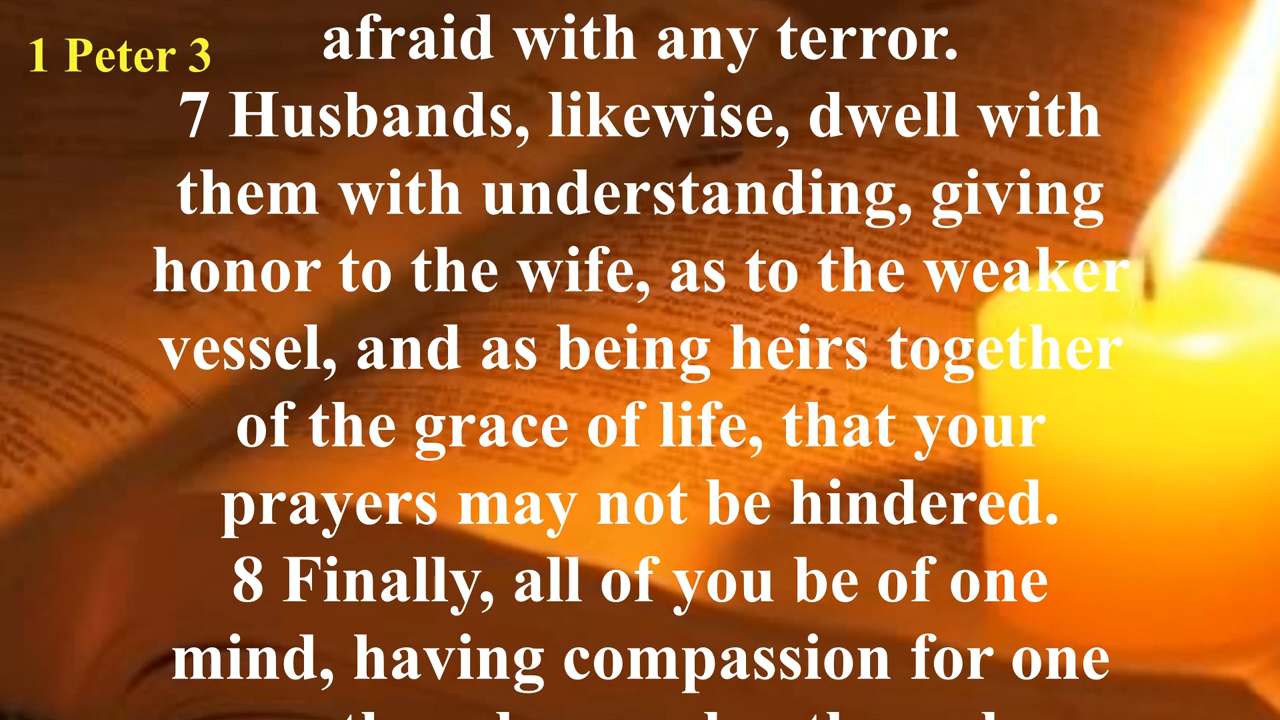 1 Peter 3
afraid with any terror.
7 Husbands, likewise, dwell with
them with understanding, giving
honor to the wife, as to the weaker
vessel, and as being heirs together
of the grace of life, that your
prayers may not be hindered.
8 Finally, all of you be of one
mind, having compassion for one